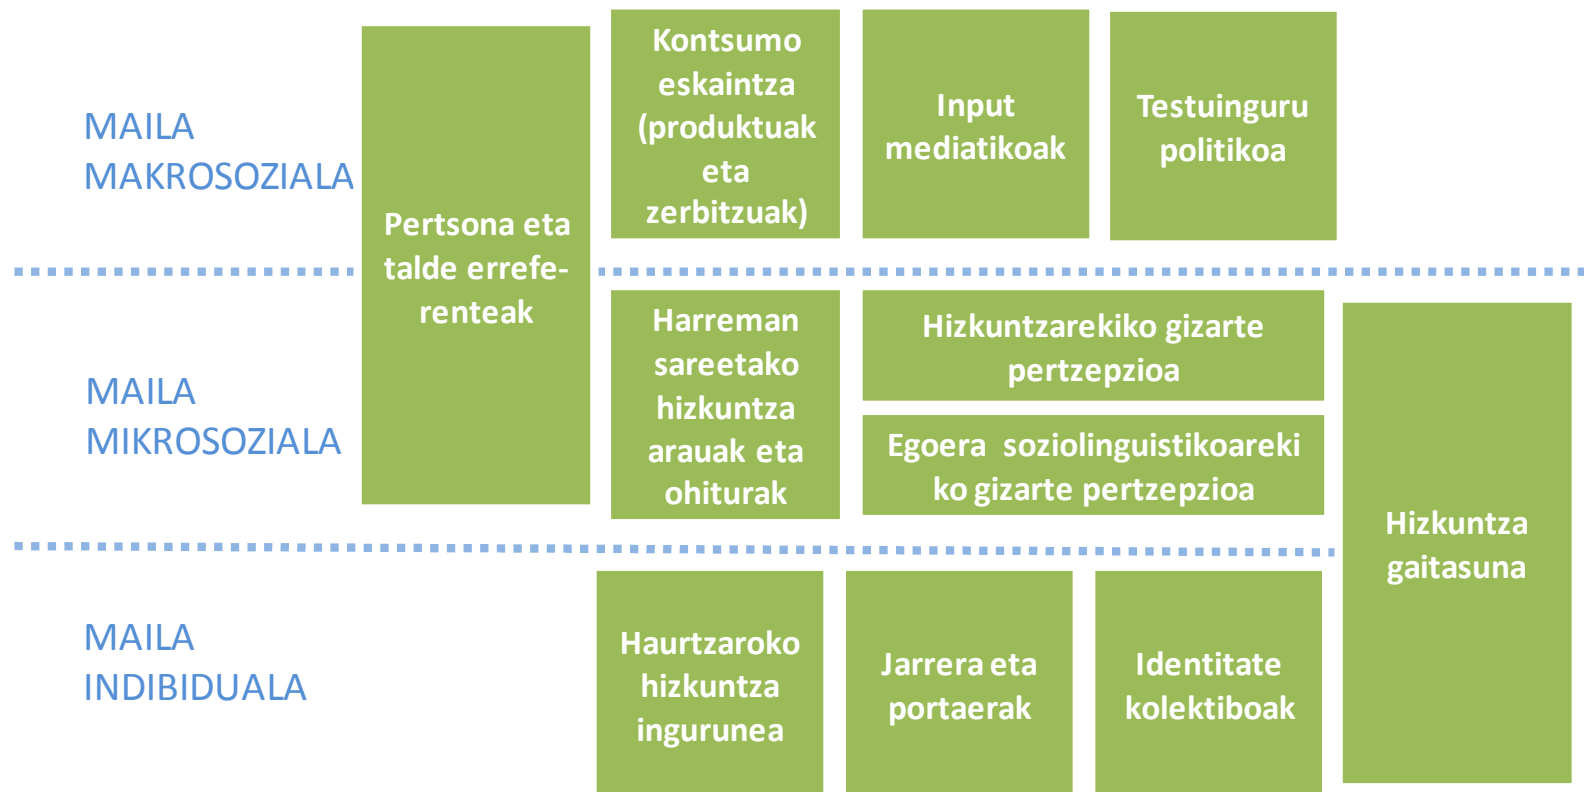 MAILA
MAKROSOZIALA
Pertsona eta
talde errefe-
renteak
Kontsumo
eskaintza
(produktuak
eta
zerbitzuak)
Input
mediatikoak
Testuinguru
politikoa
MAILA
MIKROSOZIALA
Harreman
sareetako
hizkuntza
arauak eta
ohiturak
Hizkuntzarekiko gizarte
pertzepzioa
Egoera soziolinguistikoareki
ko gizarte pertzepzioa
Hizkuntza
gaitasuna
MAILA
INDIBIDUALA
Haurtzaroko
hizkuntza
ingurunea
Jarrera eta
portaerak
Identitate
kolektiboak